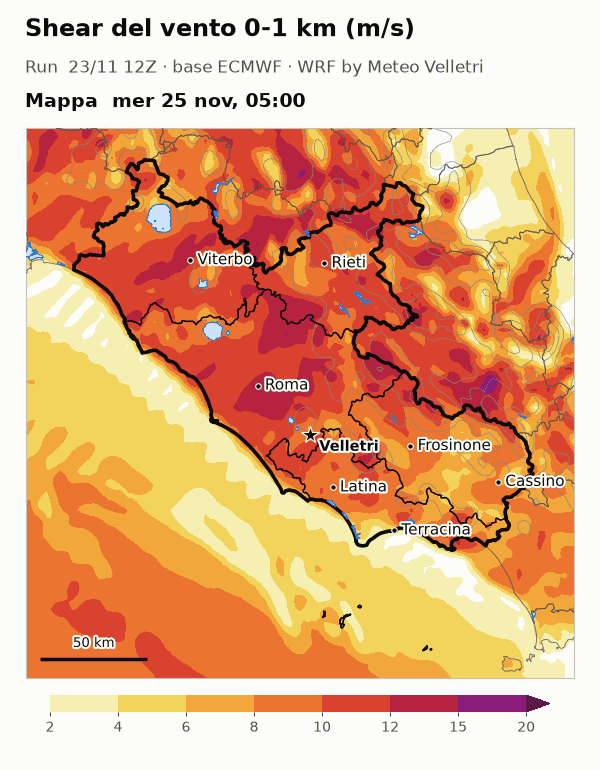 Shear del vento 0-1 km (m/s)
Run 23/11 12Z · base ECMWF · WRF by Meteo Velletri
Mappa mer 25 nov, 05:00
Viterbo
Rieti
Roma
Velletri
Frosinone
Latina
Cassino
Terracina
50 km
2 4 6 8 10 12 15 20